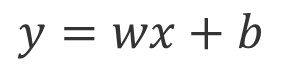 y = wx + b